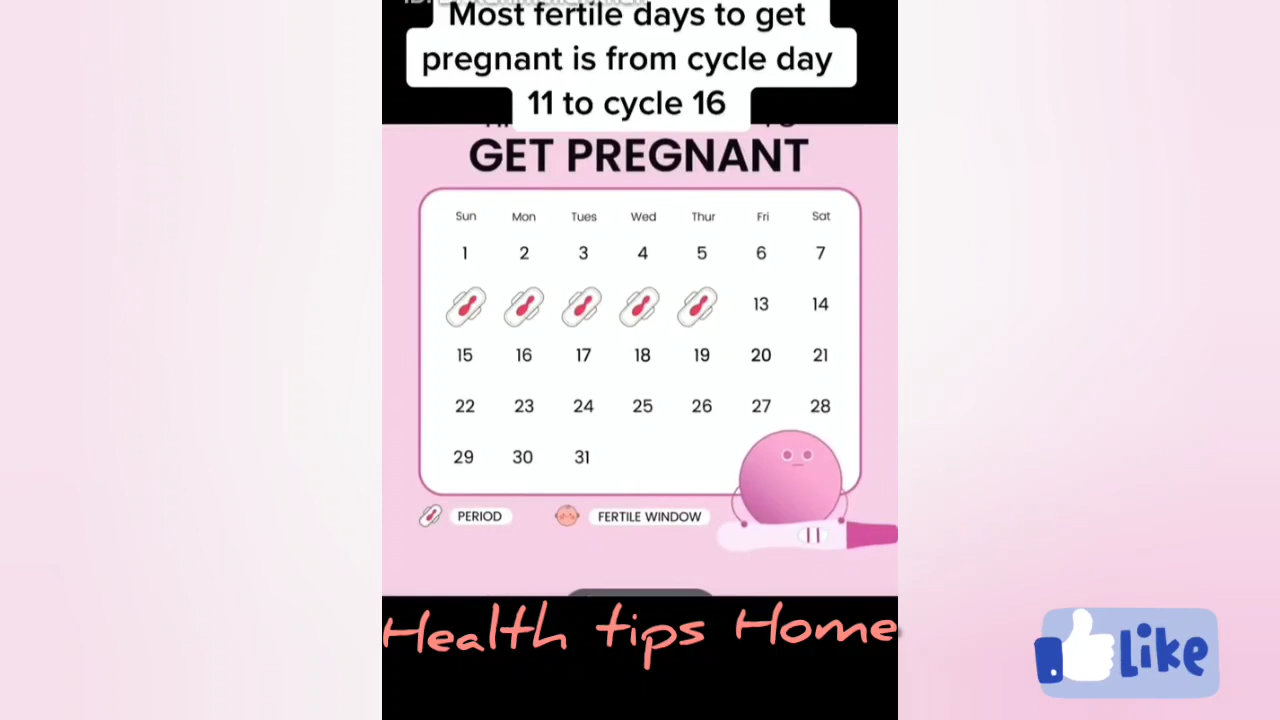 Most fertile days to get
pregnant is from cycle day
11 to cycle 16
GET PREGNANT
Sun Mon Tues Wed Thur Fri Sat
1 2 3 4 5 6 7
13 14
15 16 17 18 19 20 21
22 23 24 25 26 27 28
29 30 31
PERIOD FERTILE WINDOW
Health tips Home
Like